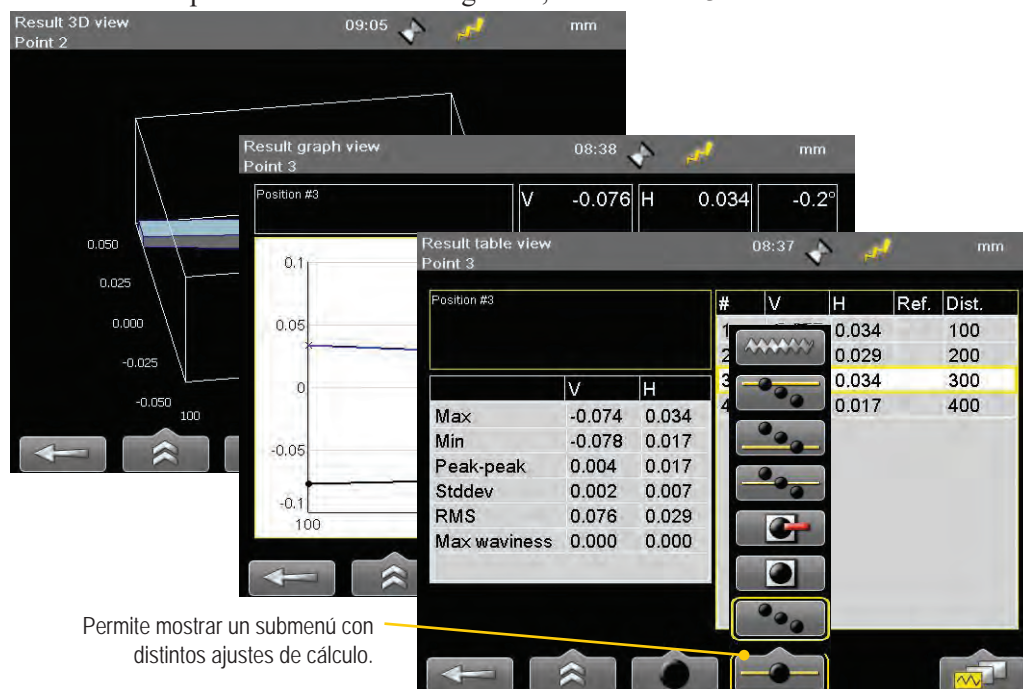 Result 3D view 09:05 mm
Point 2
0.050
0.025
0.000
-0.025
-0.050
100
Result graph view 08:38 mm
Point 3
Position #3 V -0.076 H 0.034 -0.2°
0.1
0.05
0
-0.05
-0.1
100
Result table view 08:37 mm
Point 3
Position #3
V H
Max -0.074 0.034
Min -0.078 0.017
Peak-peak 0.004 0.017
Stddev 0.002 0.007
RMS 0.076 0.029
Max waviness 0.000 0.000
# V H Ref. Dist.
1 0.034 100
2 0.029 200
3 0.034 300
4 0.017 400
Permite mostrar un submenú con
distintos ajustes de cálculo.